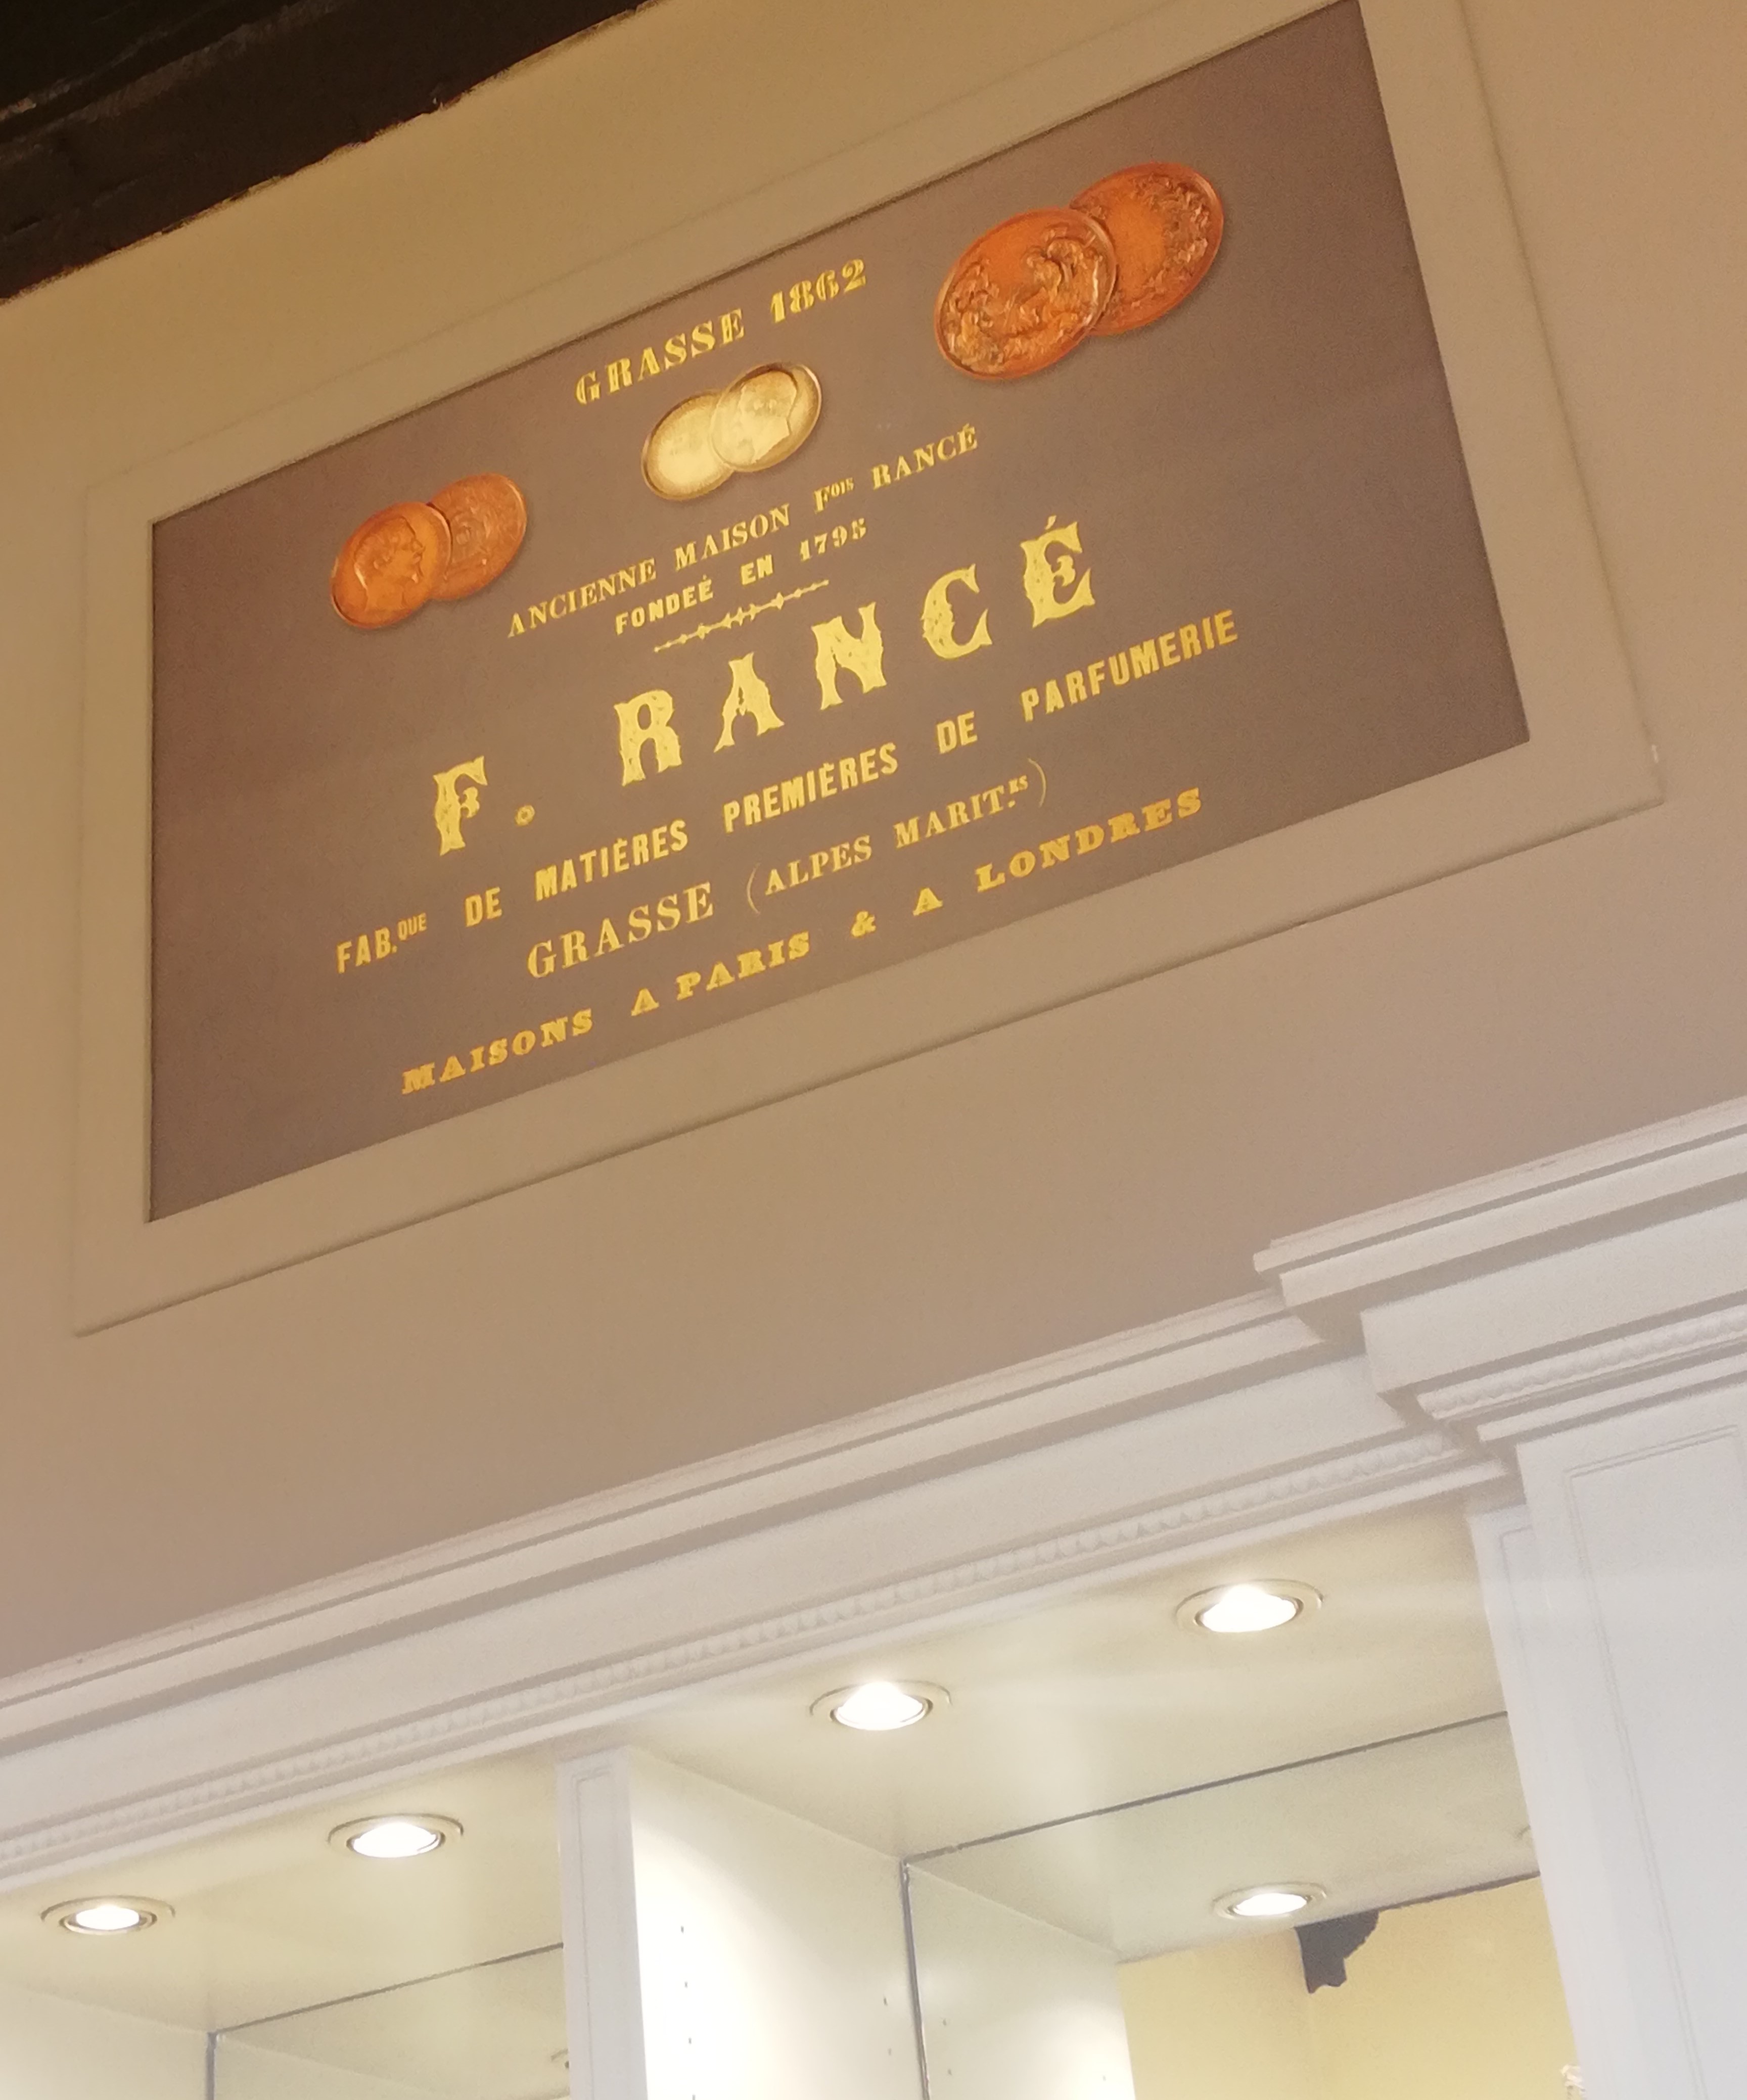 GRASSE 1862
ANCIENNE MAISON Fois RANCÉ
FONDEÉ EN 1795
F. RANCÉ
FAB.QUE DE MATIÈRES PREMIÈRES DE PARFUMERIE
GRASSE (ALPES MARIT.ES)
MAISONS A PARIS & A LONDRES